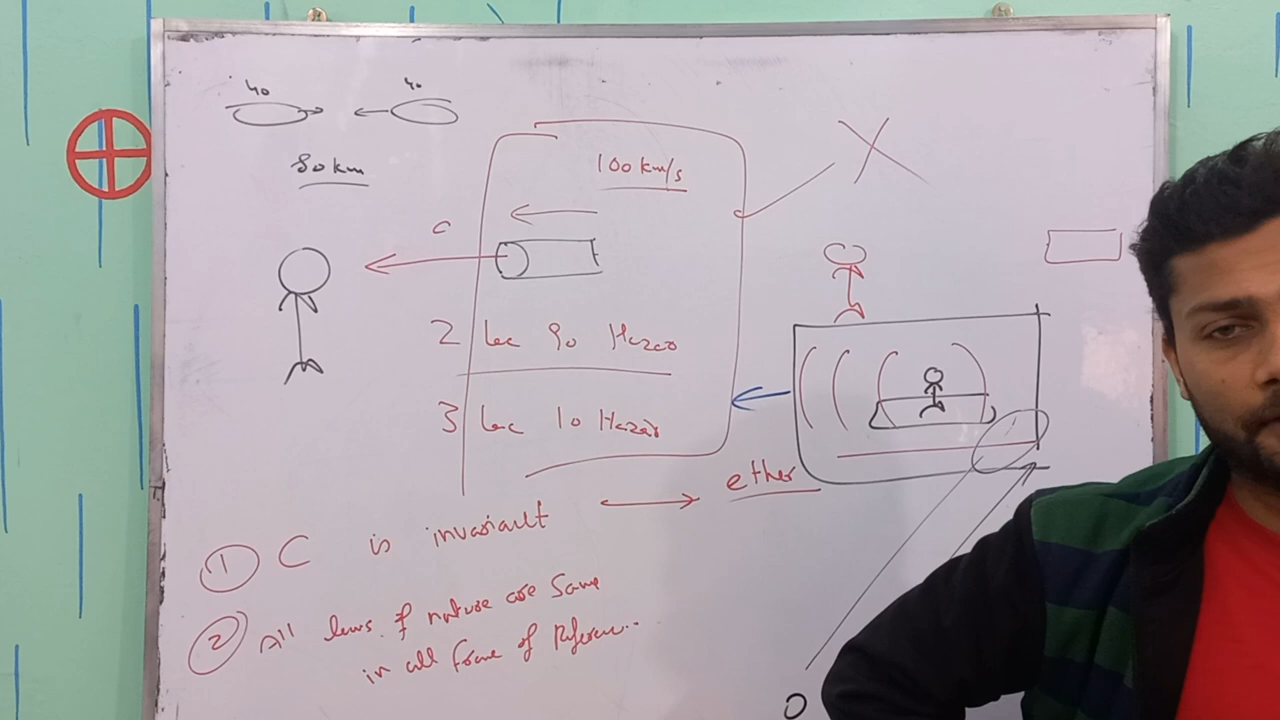 40 40
80 km
100 km/s
c
2 Lac 90 Hazar
3 Lac 10 Hazar
ether
① C is invariant
② All laws of nature are same
in all frame of Referenc..
O